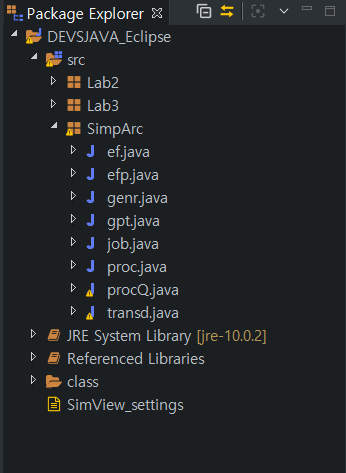 Package Explorer
DEVSJAVA_Eclipse
src
Lab2
Lab3
SimpArc
ef.java
efp.java
genr.java
gpt.java
job.java
proc.java
procQ.java
transd.java
JRE System Library [jre-10.0.2]
Referenced Libraries
class
SimView_settings